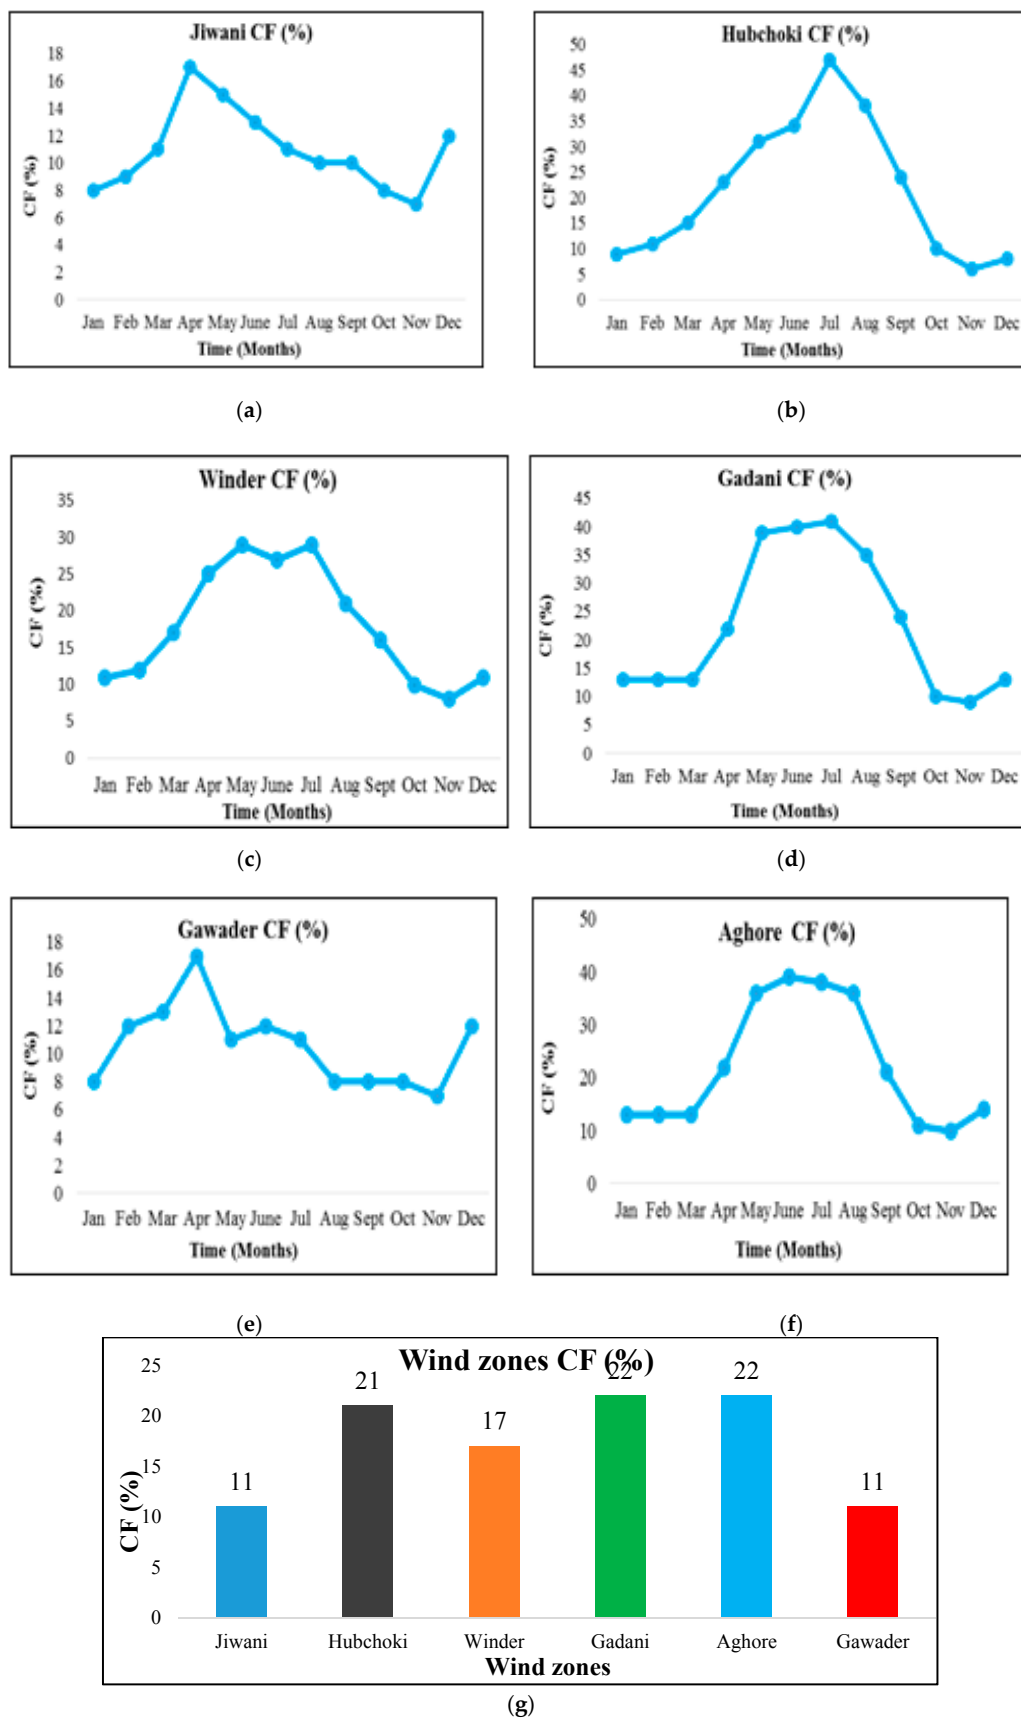 Jiwani CF (%)
18
16
14
12
10
8
6
4
2
0
CF (%)
Jan Feb Mar Apr May June Jul Aug Sept Oct Nov Dec
Time (Months)
(a)
Hubchoki CF (%)
50
45
40
35
30
25
20
15
10
5
0
CF (%)
Jan Feb Mar Apr May June Jul Aug Sept Oct Nov Dec
Time (Months)
(b)
Winder CF (%)
35
30
25
20
15
10
5
0
CF (%)
Jan Feb Mar Apr May June Jul Aug Sept Oct Nov Dec
Time (Months)
(c)
Gadani CF (%)
45
40
35
30
25
20
15
10
5
0
CF (%)
Jan Feb Mar Apr May June Jul Aug Sept Oct Nov Dec
Time (Months)
(d)
Gawader CF (%)
18
16
14
12
10
8
6
4
2
0
CF (%)
Jan Feb Mar Apr May June Jul Aug Sept Oct Nov Dec
Time (Months)
(e)
Aghore CF (%)
50
40
30
20
10
0
CF (%)
Jan Feb Mar Apr May June Jul Aug Sept Oct Nov Dec
Time (Months)
(f)
Wind zones CF (%)
25
20
15
10
5
0
CF (%)
11
21
17
22
22
11
Jiwani Hubchoki Winder Gadani Aghore Gawader
Wind zones
(g)